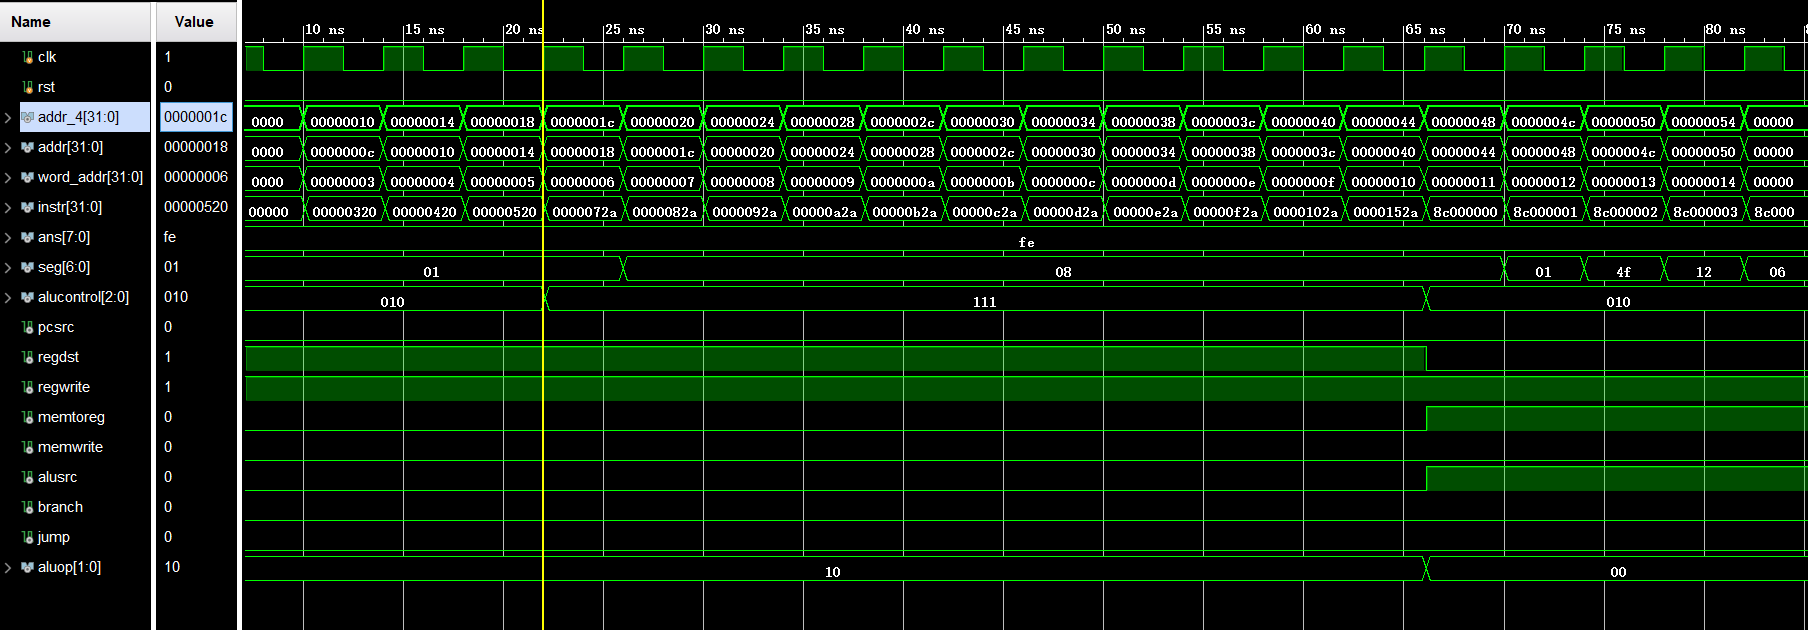 Name Value
10 ns 15 ns 20 ns 25 ns 30 ns 35 ns 40 ns 45 ns 50 ns 55 ns 60 ns 65 ns 70 ns 75 ns 80 ns
clk 1
rst 0
addr_4[31:0] 0000001c 0000 00000010 00000014 00000018 0000001c 00000020 00000024 00000028 0000002c 00000030 00000034 00000038 0000003c 00000040 00000044 00000048 0000004c 00000050 00000054 00000
addr[31:0] 00000018 0000 0000000c 00000010 00000014 00000018 0000001c 00000020 00000024 00000028 0000002c 00000030 00000034 00000038 0000003c 00000040 00000044 00000048 0000004c 00000050 00000
word_addr[31:0] 00000006 0000 00000003 00000004 00000005 00000006 00000007 00000008 00000009 0000000a 0000000b 0000000c 0000000d 0000000e 0000000f 00000010 00000011 00000012 00000013 00000014 00000
instr[31:0] 00000520 00000 00000320 00000420 00000520 0000072a 0000082a 0000092a 00000a2a 00000b2a 00000c2a 00000d2a 00000e2a 00000f2a 0000102a 0000152a 8c000000 8c000001 8c000002 8c000003 8c000
ans[7:0] fe fe
seg[6:0] 01 01 08 01 4f 12 06
alucontrol[2:0] 010 010 111 010
pcsrc 0
regdst 1
regwrite 1
memtoreg 0
memwrite 0
alusrc 0
branch 0
jump 0
aluop[1:0] 10 10 00